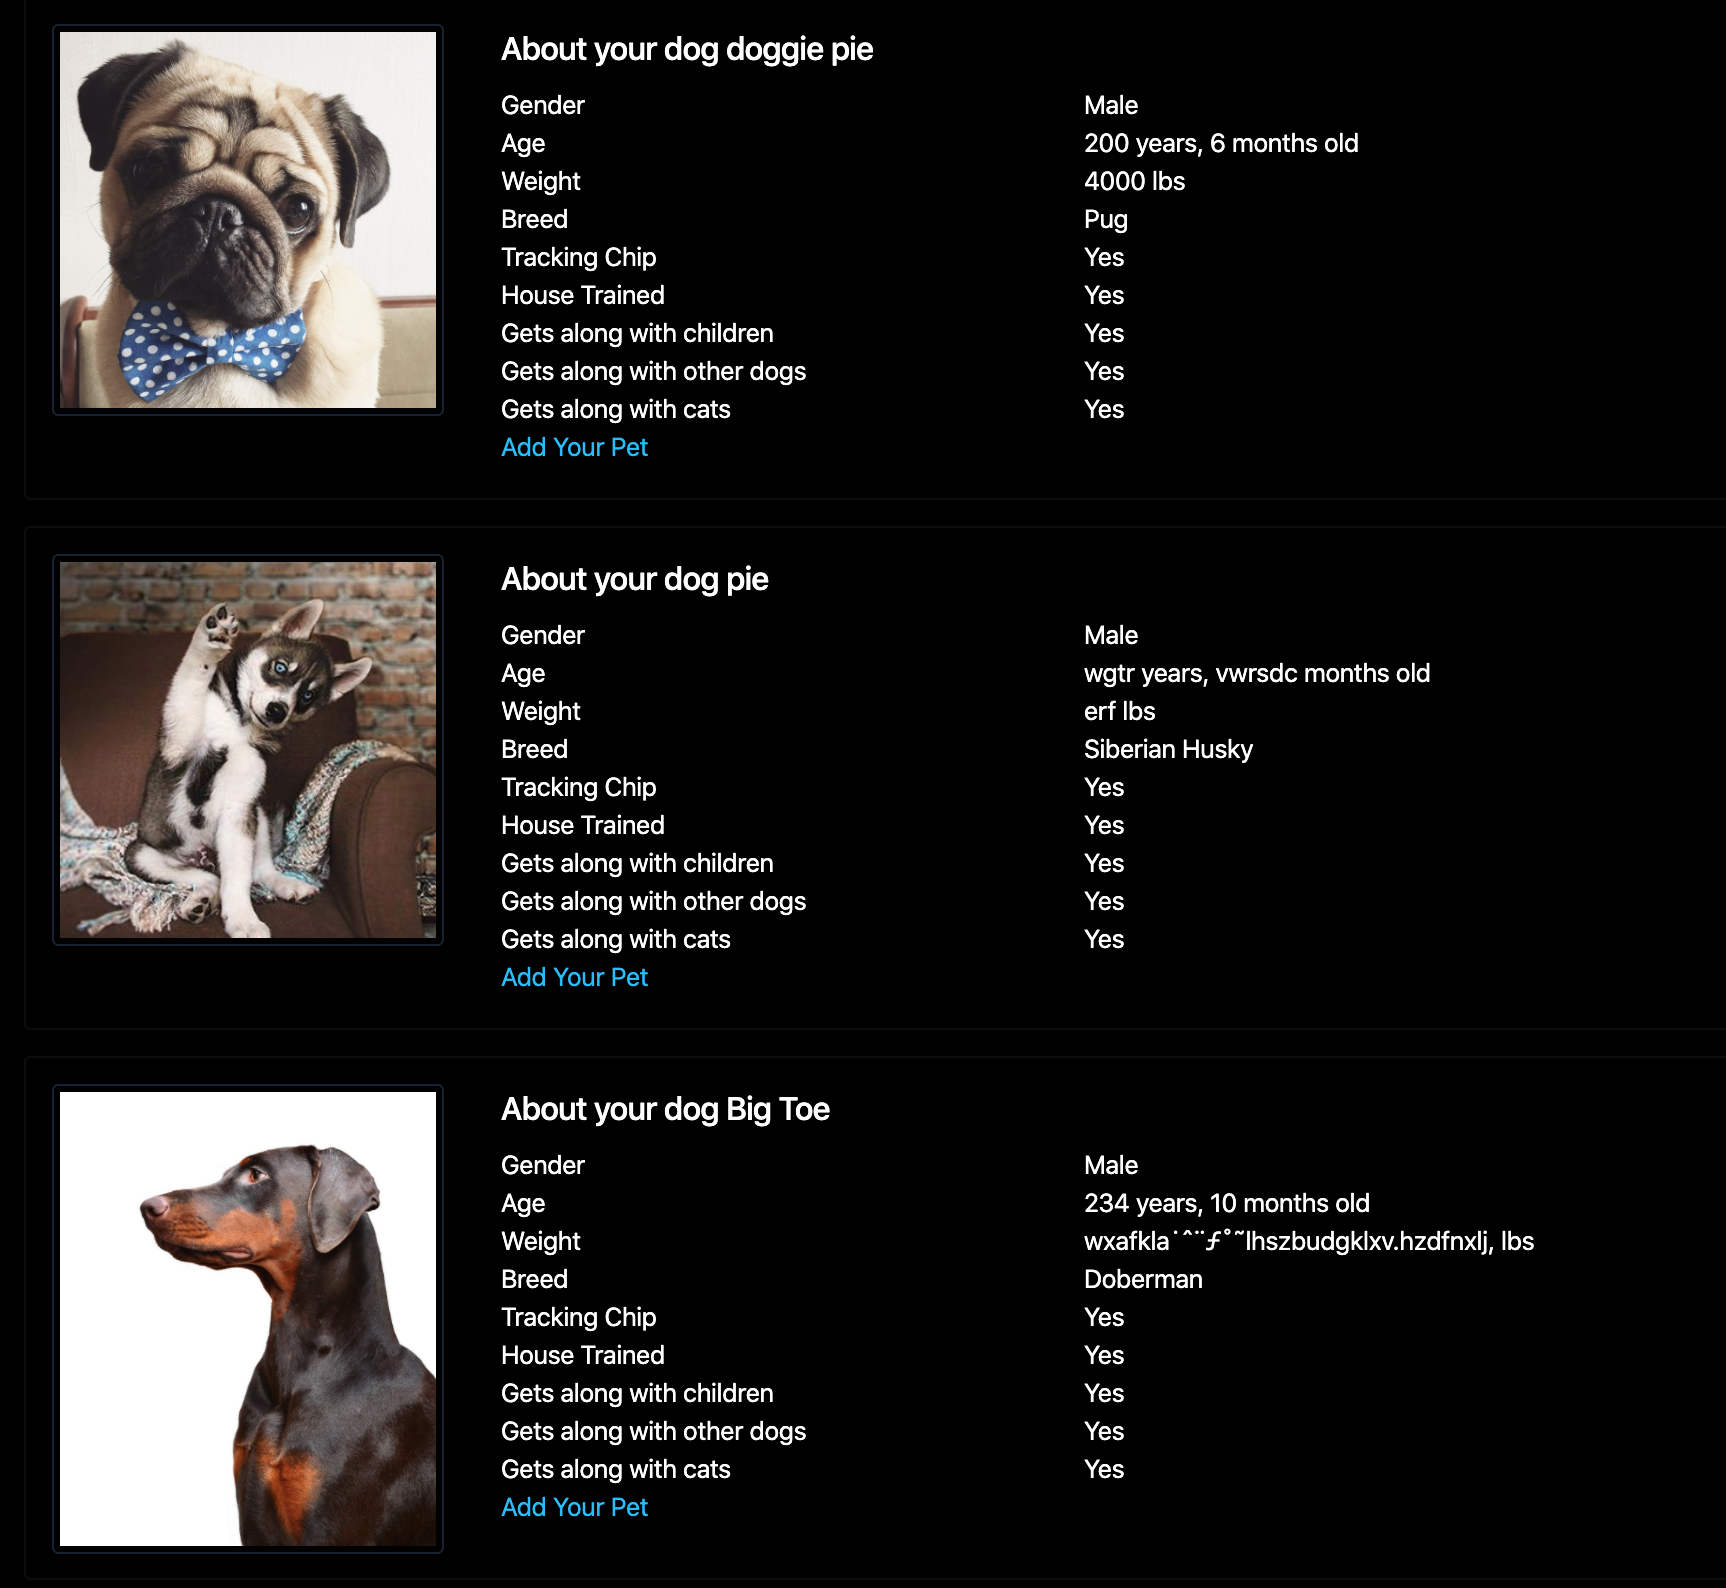 About your dog doggie pie
Gender Male
Age 200 years, 6 months old
Weight 4000 lbs
Breed Pug
Tracking Chip Yes
House Trained Yes
Gets along with children Yes
Gets along with other dogs Yes
Gets along with cats Yes
Add Your Pet
About your dog pie
Gender Male
Age wgtr years, vwrsdc months old
Weight erf lbs
Breed Siberian Husky
Tracking Chip Yes
House Trained Yes
Gets along with children Yes
Gets along with other dogs Yes
Gets along with cats Yes
Add Your Pet
About your dog Big Toe
Gender Male
Age 234 years, 10 months old
Weight wxafkla˙ˆ¨ƒ˚˜lhszbudgklxv.hzdfnxlj, lbs
Breed Doberman
Tracking Chip Yes
House Trained Yes
Gets along with children Yes
Gets along with other dogs Yes
Gets along with cats Yes
Add Your Pet